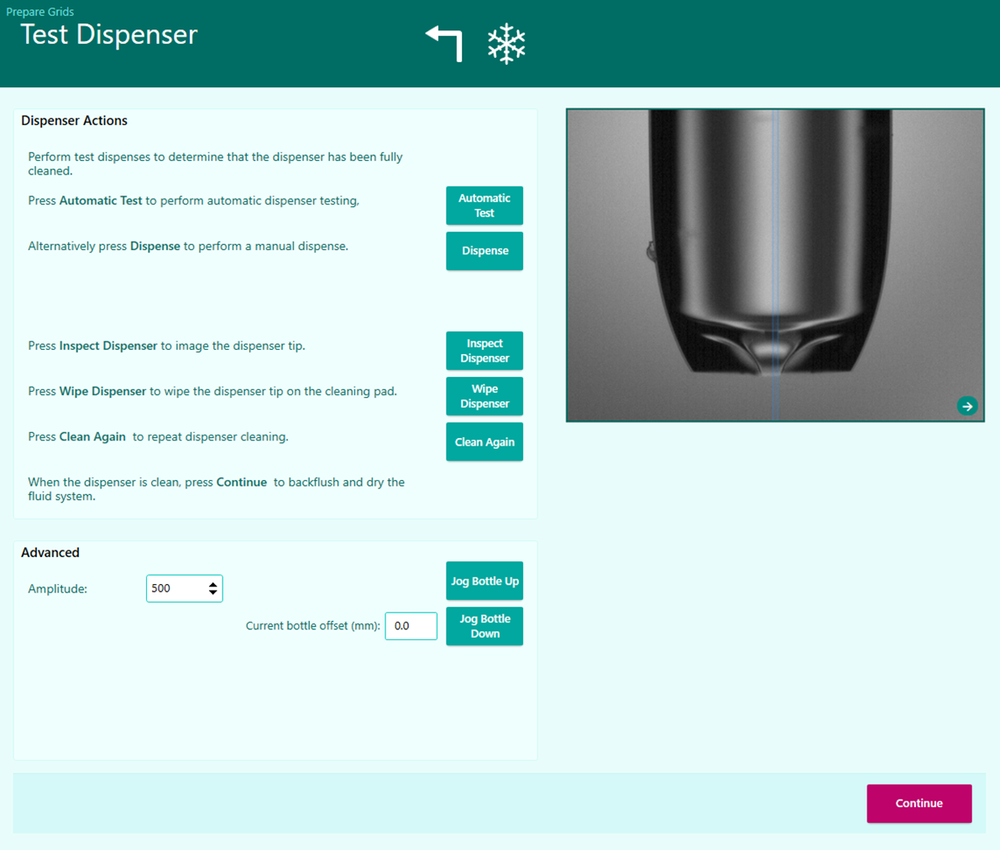 Prepare Grids
Test Dispenser
Dispenser Actions
Perform test dispenses to determine that the dispenser has been fully
cleaned.
Press Automatic Test to perform automatic dispenser testing,
Automatic
Test
Alternatively press Dispense to perform a manual dispense.
Dispense
Press Inspect Dispenser to image the dispenser tip.
Inspect
Dispenser
Press Wipe Dispenser to wipe the dispenser tip on the cleaning pad.
Wipe
Dispenser
Press Clean Again  to repeat dispenser cleaning.
Clean Again
When the dispenser is clean, press Continue  to backflush and dry the
fluid system.
Advanced
Amplitude:
500
Jog Bottle Up
Current bottle offset (mm):
0.0
Jog Bottle
Down
Continue